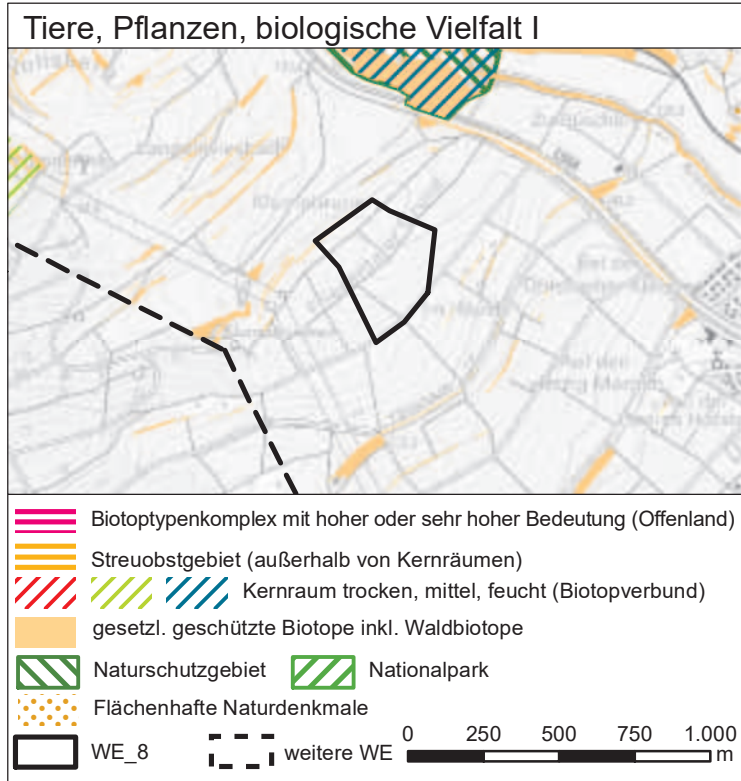 Tiere, Pflanzen, biologische Vielfalt I
Biotoptypenkomplex mit hoher oder sehr hoher Bedeutung (Offenland)
Streuobstgebiet (außerhalb von Kernräumen)
Kernraum trocken, mittel, feucht (Biotopverbund)
gesetzl. geschützte Biotope inkl. Waldbiotope
Naturschutzgebiet Nationalpark
Flächenhafte Naturdenkmale
WE_8 weitere WE 0 250 500 750 1.000
m